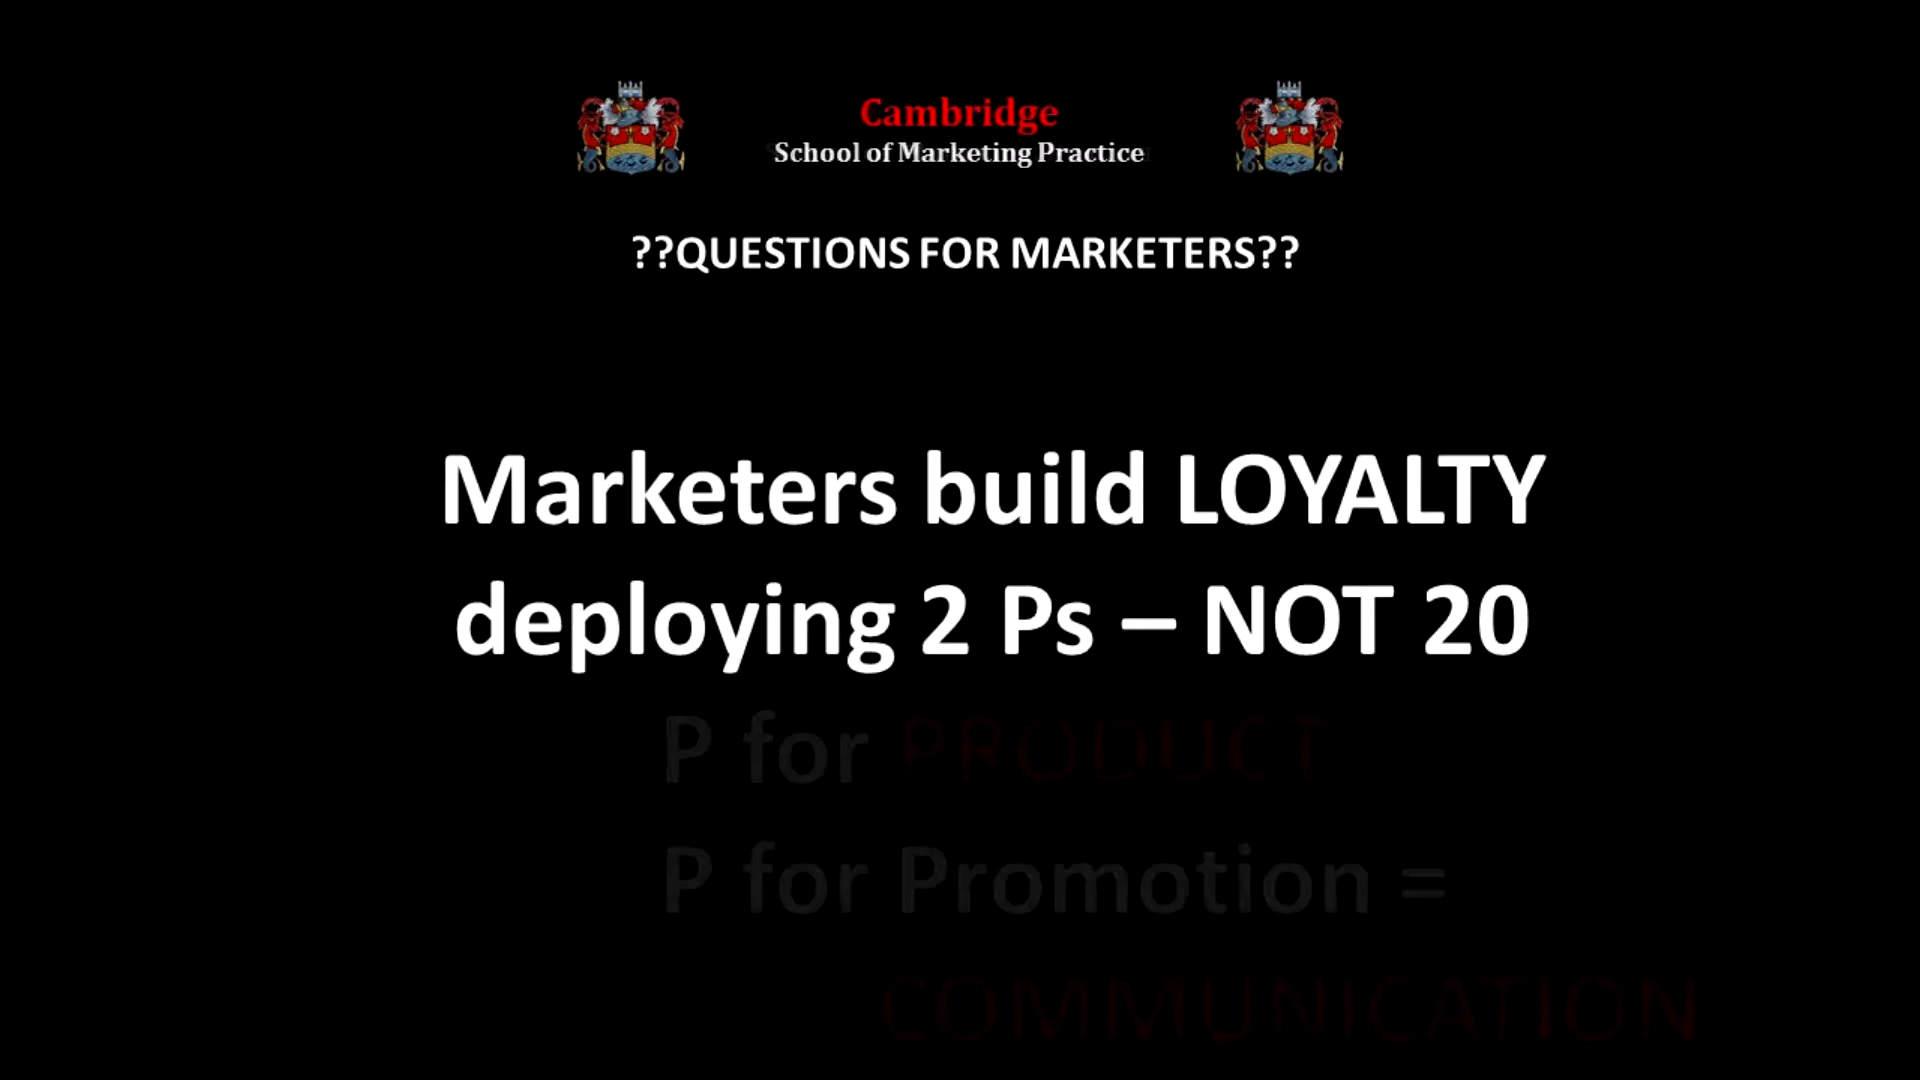 Cambridge
School of Marketing Practice
??QUESTIONS FOR MARKETERS??
Marketers build LOYALTY
deploying 2 Ps – NOT 20
P for PRODUCT
P for Promotion =
COMMUNICATION